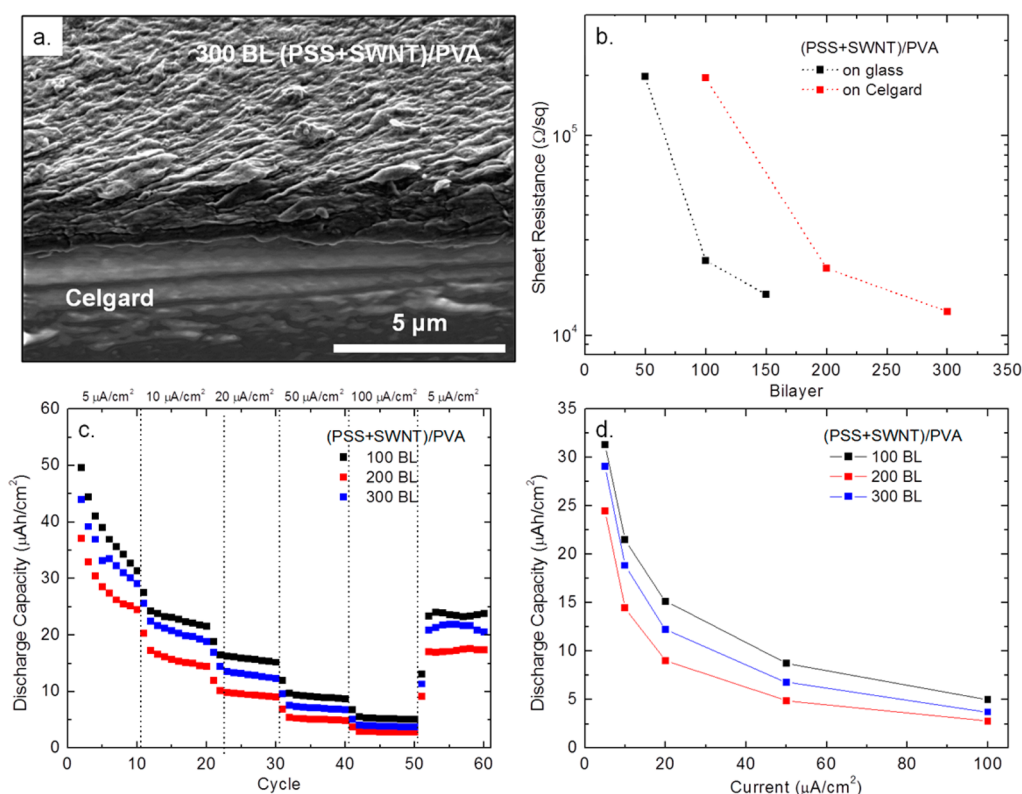 a.
300 BL (PSS+SWNT)/PVA
Celgard
5 µm
b.
(PSS+SWNT)/PVA
on glass
on Celgard
Sheet Resistance (Ω/sq)
10⁵
10⁴
0 50 100 150 200 250 300 350
Bilayer
5 µA/cm² 10 µA/cm² 20 µA/cm² 50 µA/cm² 100 µA/cm² 5 µA/cm²
c.
(PSS+SWNT)/PVA
100 BL
200 BL
300 BL
Discharge Capacity (µAh/cm²)
60
50
40
30
20
10
0
0 10 20 30 40 50 60
Cycle
d.
(PSS+SWNT)/PVA
100 BL
200 BL
300 BL
Discharge Capacity (µAh/cm²)
35
30
25
20
15
10
5
0
0 20 40 60 80 100
Current (µA/cm²)